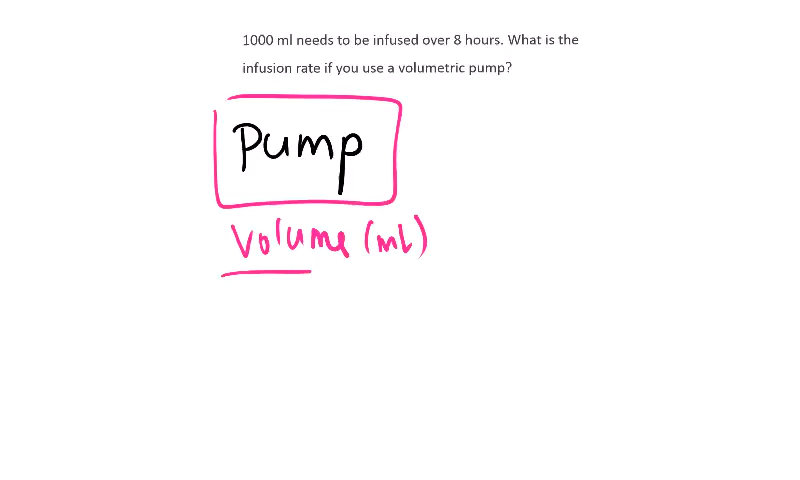 1000 ml needs to be infused over 8 hours. What is the
infusion rate if you use a volumetric pump?
Pump
Volume (mL)